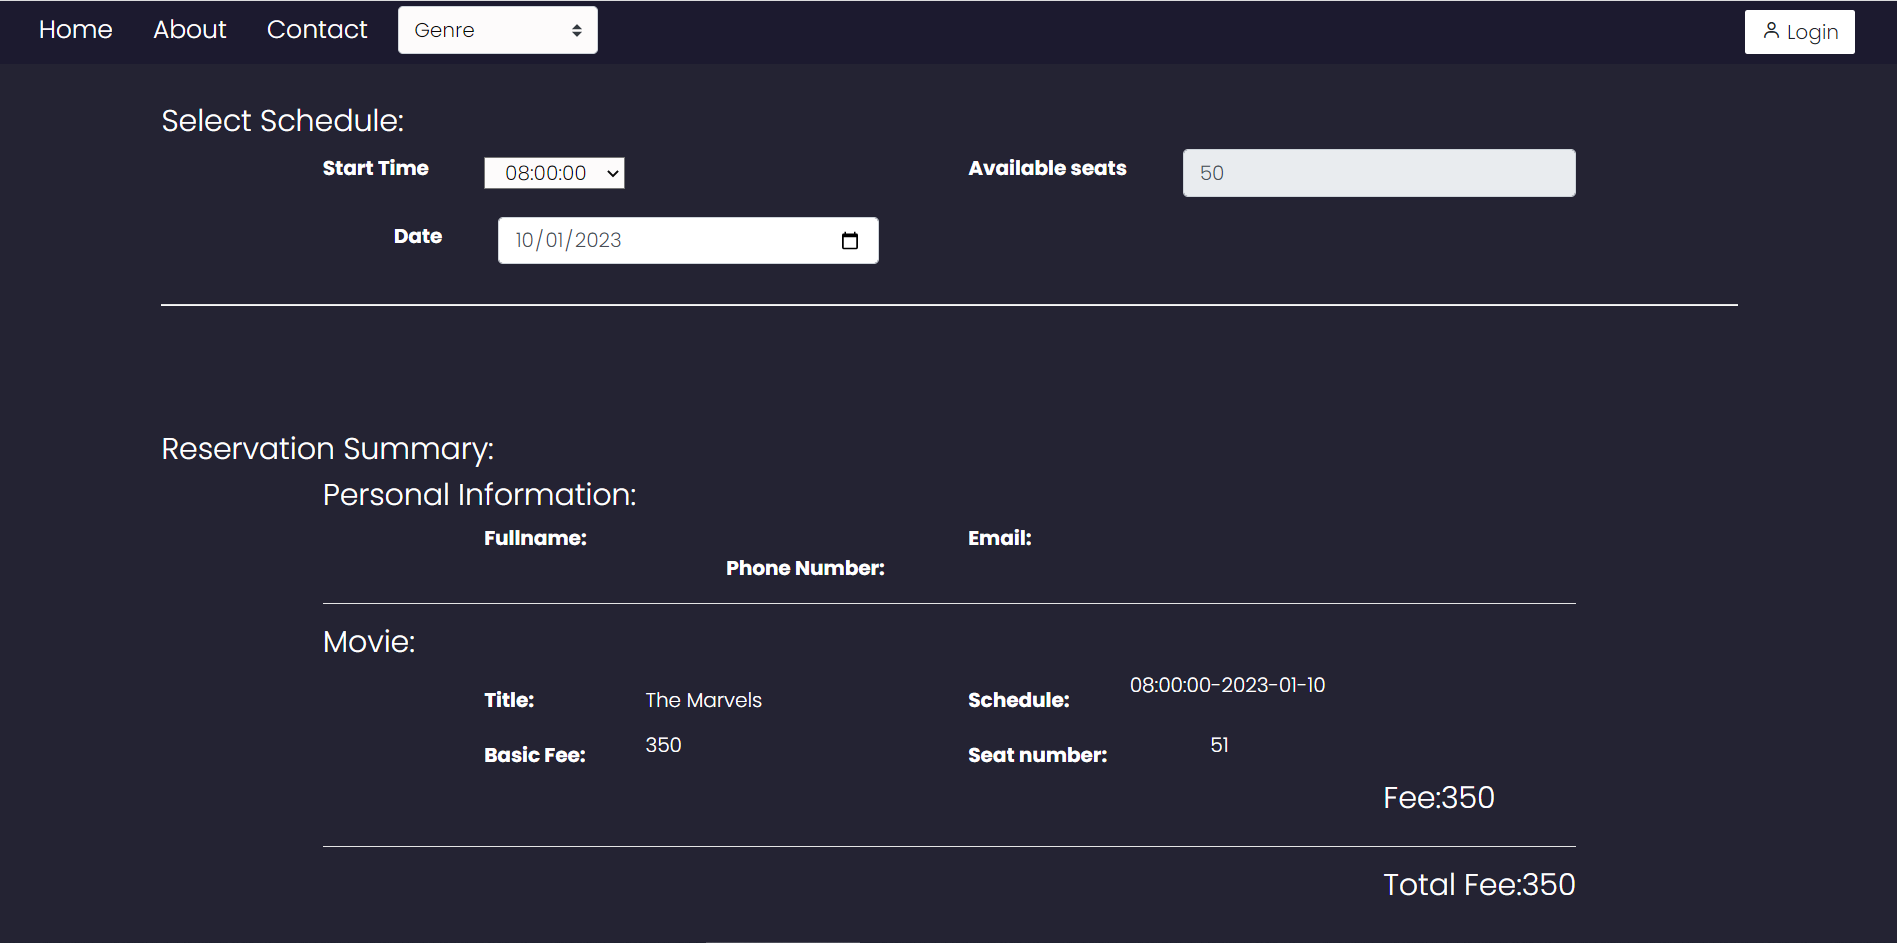 Home About Contact Genre Login
Select Schedule:
Start Time 08:00:00 Available seats 50
Date 10/01/2023
Reservation Summary:
Personal Information:
Fullname: Email:
Phone Number:
Movie:
Title: The Marvels Schedule: 08:00:00-2023-01-10
Basic Fee: 350 Seat number: 51
Fee:350
Total Fee:350